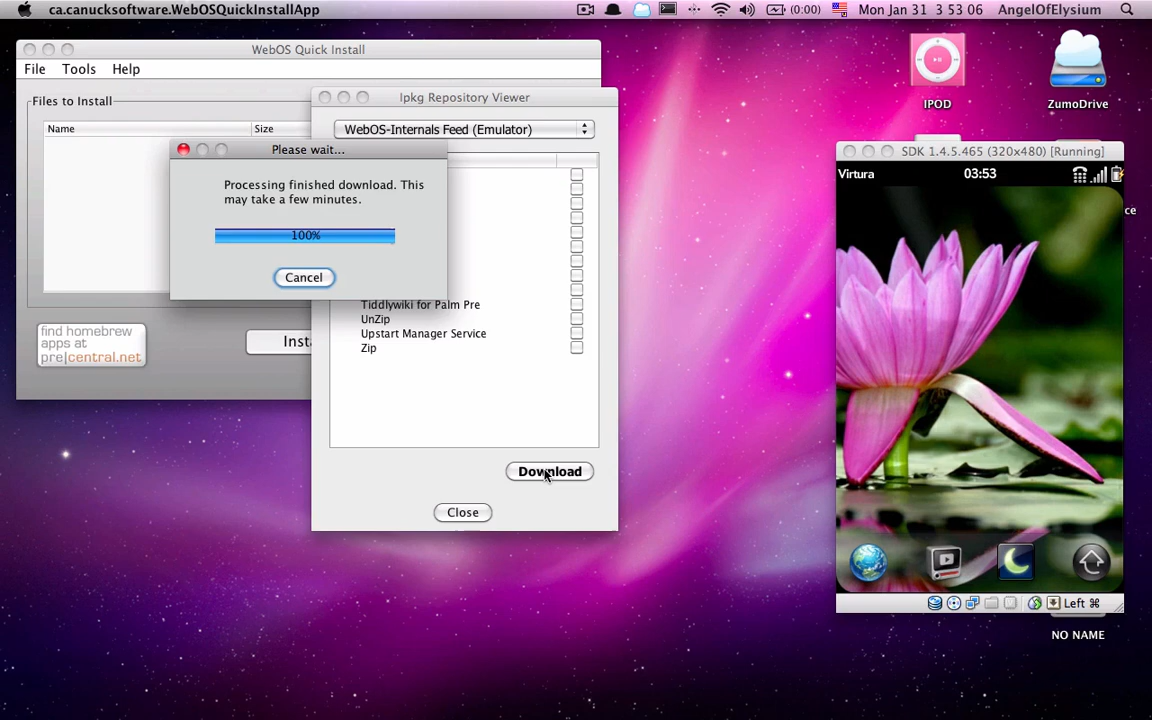 ca.canucksoftware.WebOSQuickInstallApp
(0:00)
Mon Jan 31 3 53 06
AngelOfElysium
WebOS Quick Install
File Tools Help
Files to Install
Name Size
find homebrew
apps at
pre|central.net
Ipkg Repository Viewer
WebOS-Internals Feed (Emulator)
Please wait...
Processing finished download. This
may take a few minutes.
100%
Cancel
Tiddlywiki for Palm Pre
UnZip
Upstart Manager Service
Zip
Download
Close
IPOD
ZumoDrive
SDK 1.4.5.465 (320x480) [Running]
Virtura 03:53
Left ⌘
NO NAME